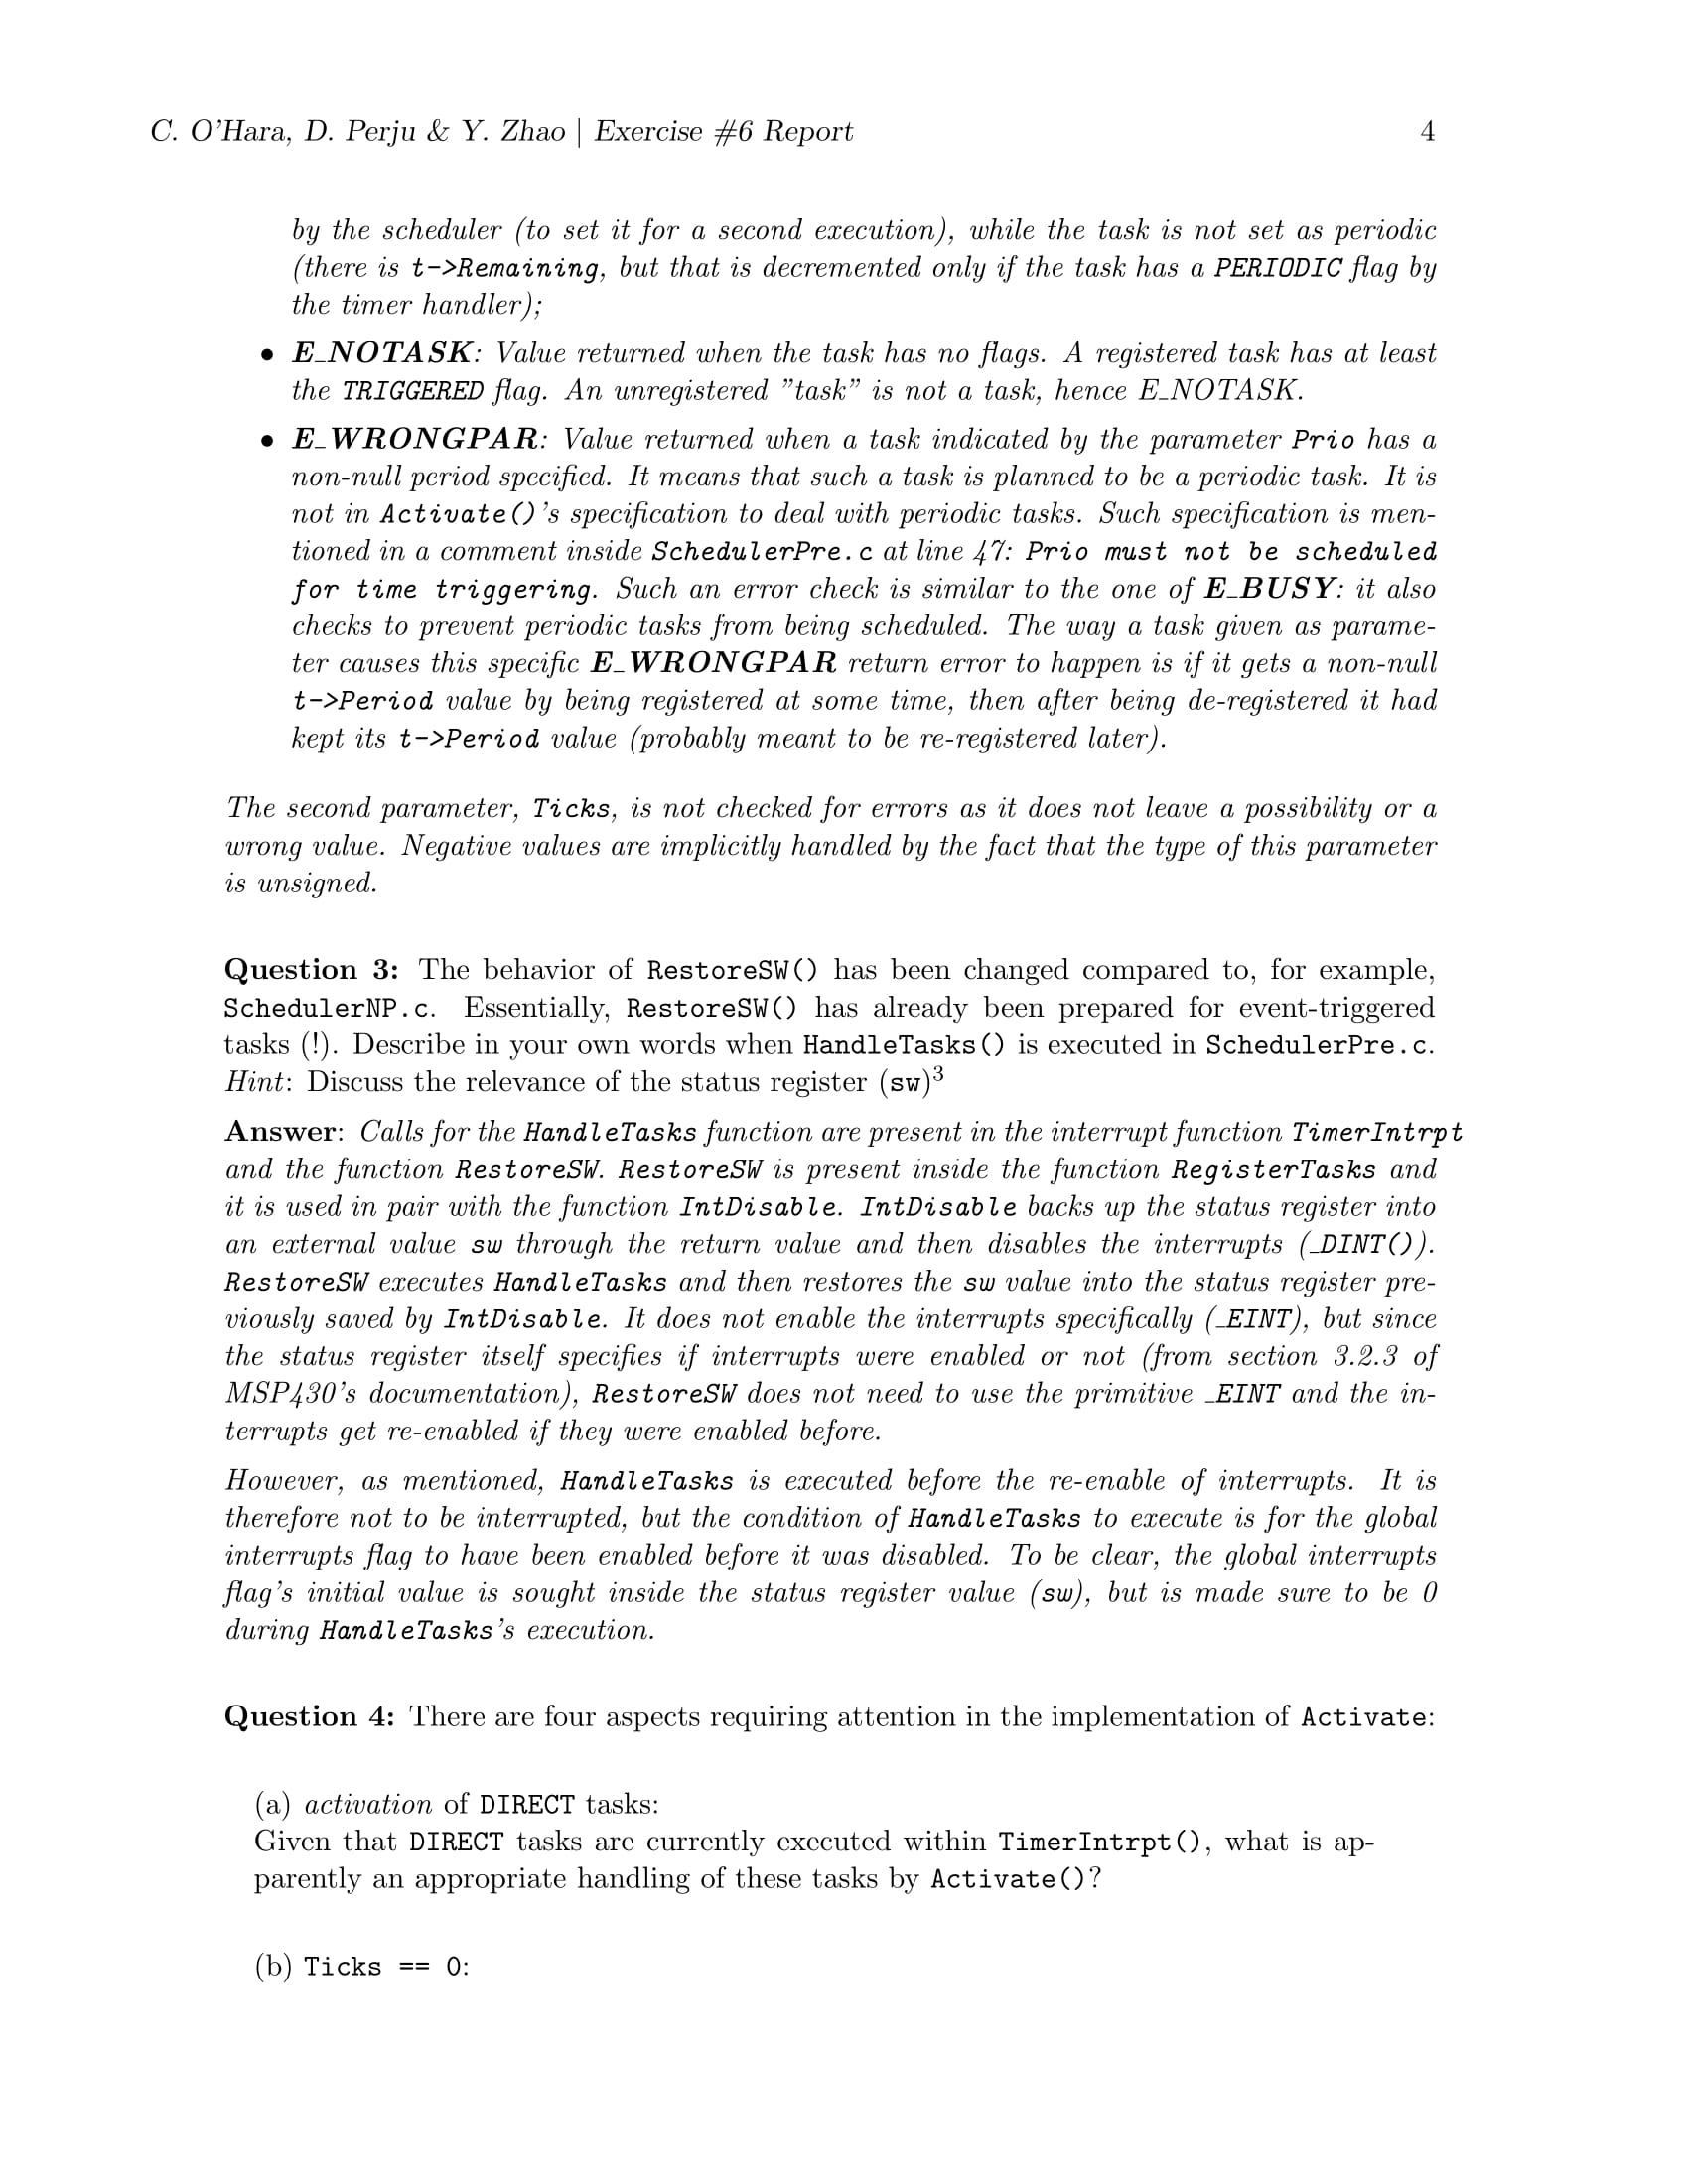 C. O'Hara, D. Perju & Y. Zhao | Exercise #6 Report 4
by the scheduler (to set it for a second execution), while the task is not set as periodic
(there is t->Remaining, but that is decremented only if the task has a PERIODIC flag by
the timer handler);
• E_NOTASK: Value returned when the task has no flags. A registered task has at least
the TRIGGERED flag. An unregistered ”task” is not a task, hence E_NOTASK.
• E_WRONGPAR: Value returned when a task indicated by the parameter Prio has a
non-null period specified. It means that such a task is planned to be a periodic task. It is
not in Activate()'s specification to deal with periodic tasks. Such specification is men-
tioned in a comment inside SchedulerPre.c at line 47: Prio must not be scheduled
for time triggering. Such an error check is similar to the one of E_BUSY: it also
checks to prevent periodic tasks from being scheduled. The way a task given as parame-
ter causes this specific E_WRONGPAR return error to happen is if it gets a non-null
t->Period value by being registered at some time, then after being de-registered it had
kept its t->Period value (probably meant to be re-registered later).
The second parameter, Ticks, is not checked for errors as it does not leave a possibility or a
wrong value. Negative values are implicitly handled by the fact that the type of this parameter
is unsigned.
Question 3: The behavior of RestoreSW() has been changed compared to, for example,
SchedulerNP.c. Essentially, RestoreSW() has already been prepared for event-triggered
tasks (!). Describe in your own words when HandleTasks() is executed in SchedulerPre.c.
Hint: Discuss the relevance of the status register (sw)3
Answer: Calls for the HandleTasks function are present in the interrupt function TimerIntrpt
and the function RestoreSW. RestoreSW is present inside the function RegisterTasks and
it is used in pair with the function IntDisable. IntDisable backs up the status register into
an external value sw through the return value and then disables the interrupts (_DINT()).
RestoreSW executes HandleTasks and then restores the sw value into the status register pre-
viously saved by IntDisable. It does not enable the interrupts specifically (_EINT), but since
the status register itself specifies if interrupts were enabled or not (from section 3.2.3 of
MSP430's documentation), RestoreSW does not need to use the primitive _EINT and the in-
terrupts get re-enabled if they were enabled before.
However, as mentioned, HandleTasks is executed before the re-enable of interrupts. It is
therefore not to be interrupted, but the condition of HandleTasks to execute is for the global
interrupts flag to have been enabled before it was disabled. To be clear, the global interrupts
flag's initial value is sought inside the status register value (sw), but is made sure to be 0
during HandleTasks's execution.
Question 4: There are four aspects requiring attention in the implementation of Activate:
(a) activation of DIRECT tasks:
Given that DIRECT tasks are currently executed within TimerIntrpt(), what is ap-
parently an appropriate handling of these tasks by Activate()?
(b) Ticks == 0: